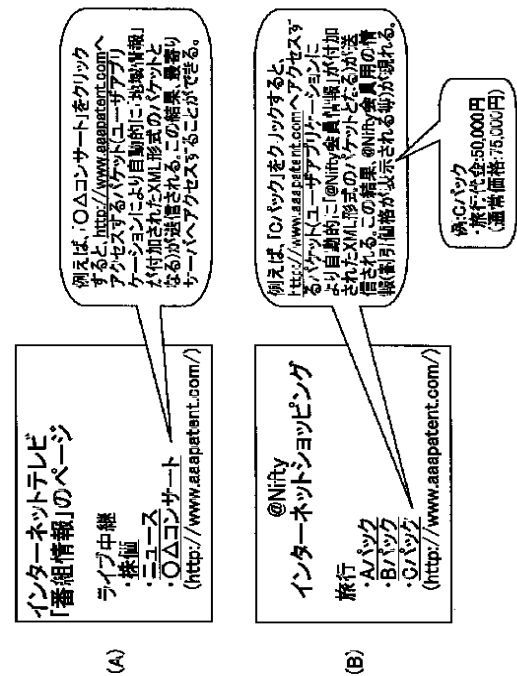 (A)
インターネットテレビ
「番組情報」のページ
ライブ中継
・株価
・ニュース
・〇△コンサート
(http://www.aaapatent.com/)
例えば、「〇△コンサート」をクリック
すると、http://www.aaapatent.comへ
アクセスするパケット(ユーザアプリ
ケーションにより自動的に「地域情報」
が付加されたXML形式のパケットと
なる)が送信される。この結果、最寄り
サーバへアクセスすることができる。
(B)
@Nifty
インターネットショッピング
旅行
・Aパック
・Bパック
・Cパック
(http://www.aaapatent.com/)
例えば、「Cパック」をクリックすると、
http://www.aaapatent.comへアクセスす
るパケット(ユーザアプリケーションに
より自動的に「@Nifty会員情報」が付加
されたXML形式のパケットとなる)が送
信される。この結果、@Nifty会員用の情
報(割引価格が表示される等)が現れる。
例:Cパック
・旅行代金:50,000円
(通常価格:75,000円)